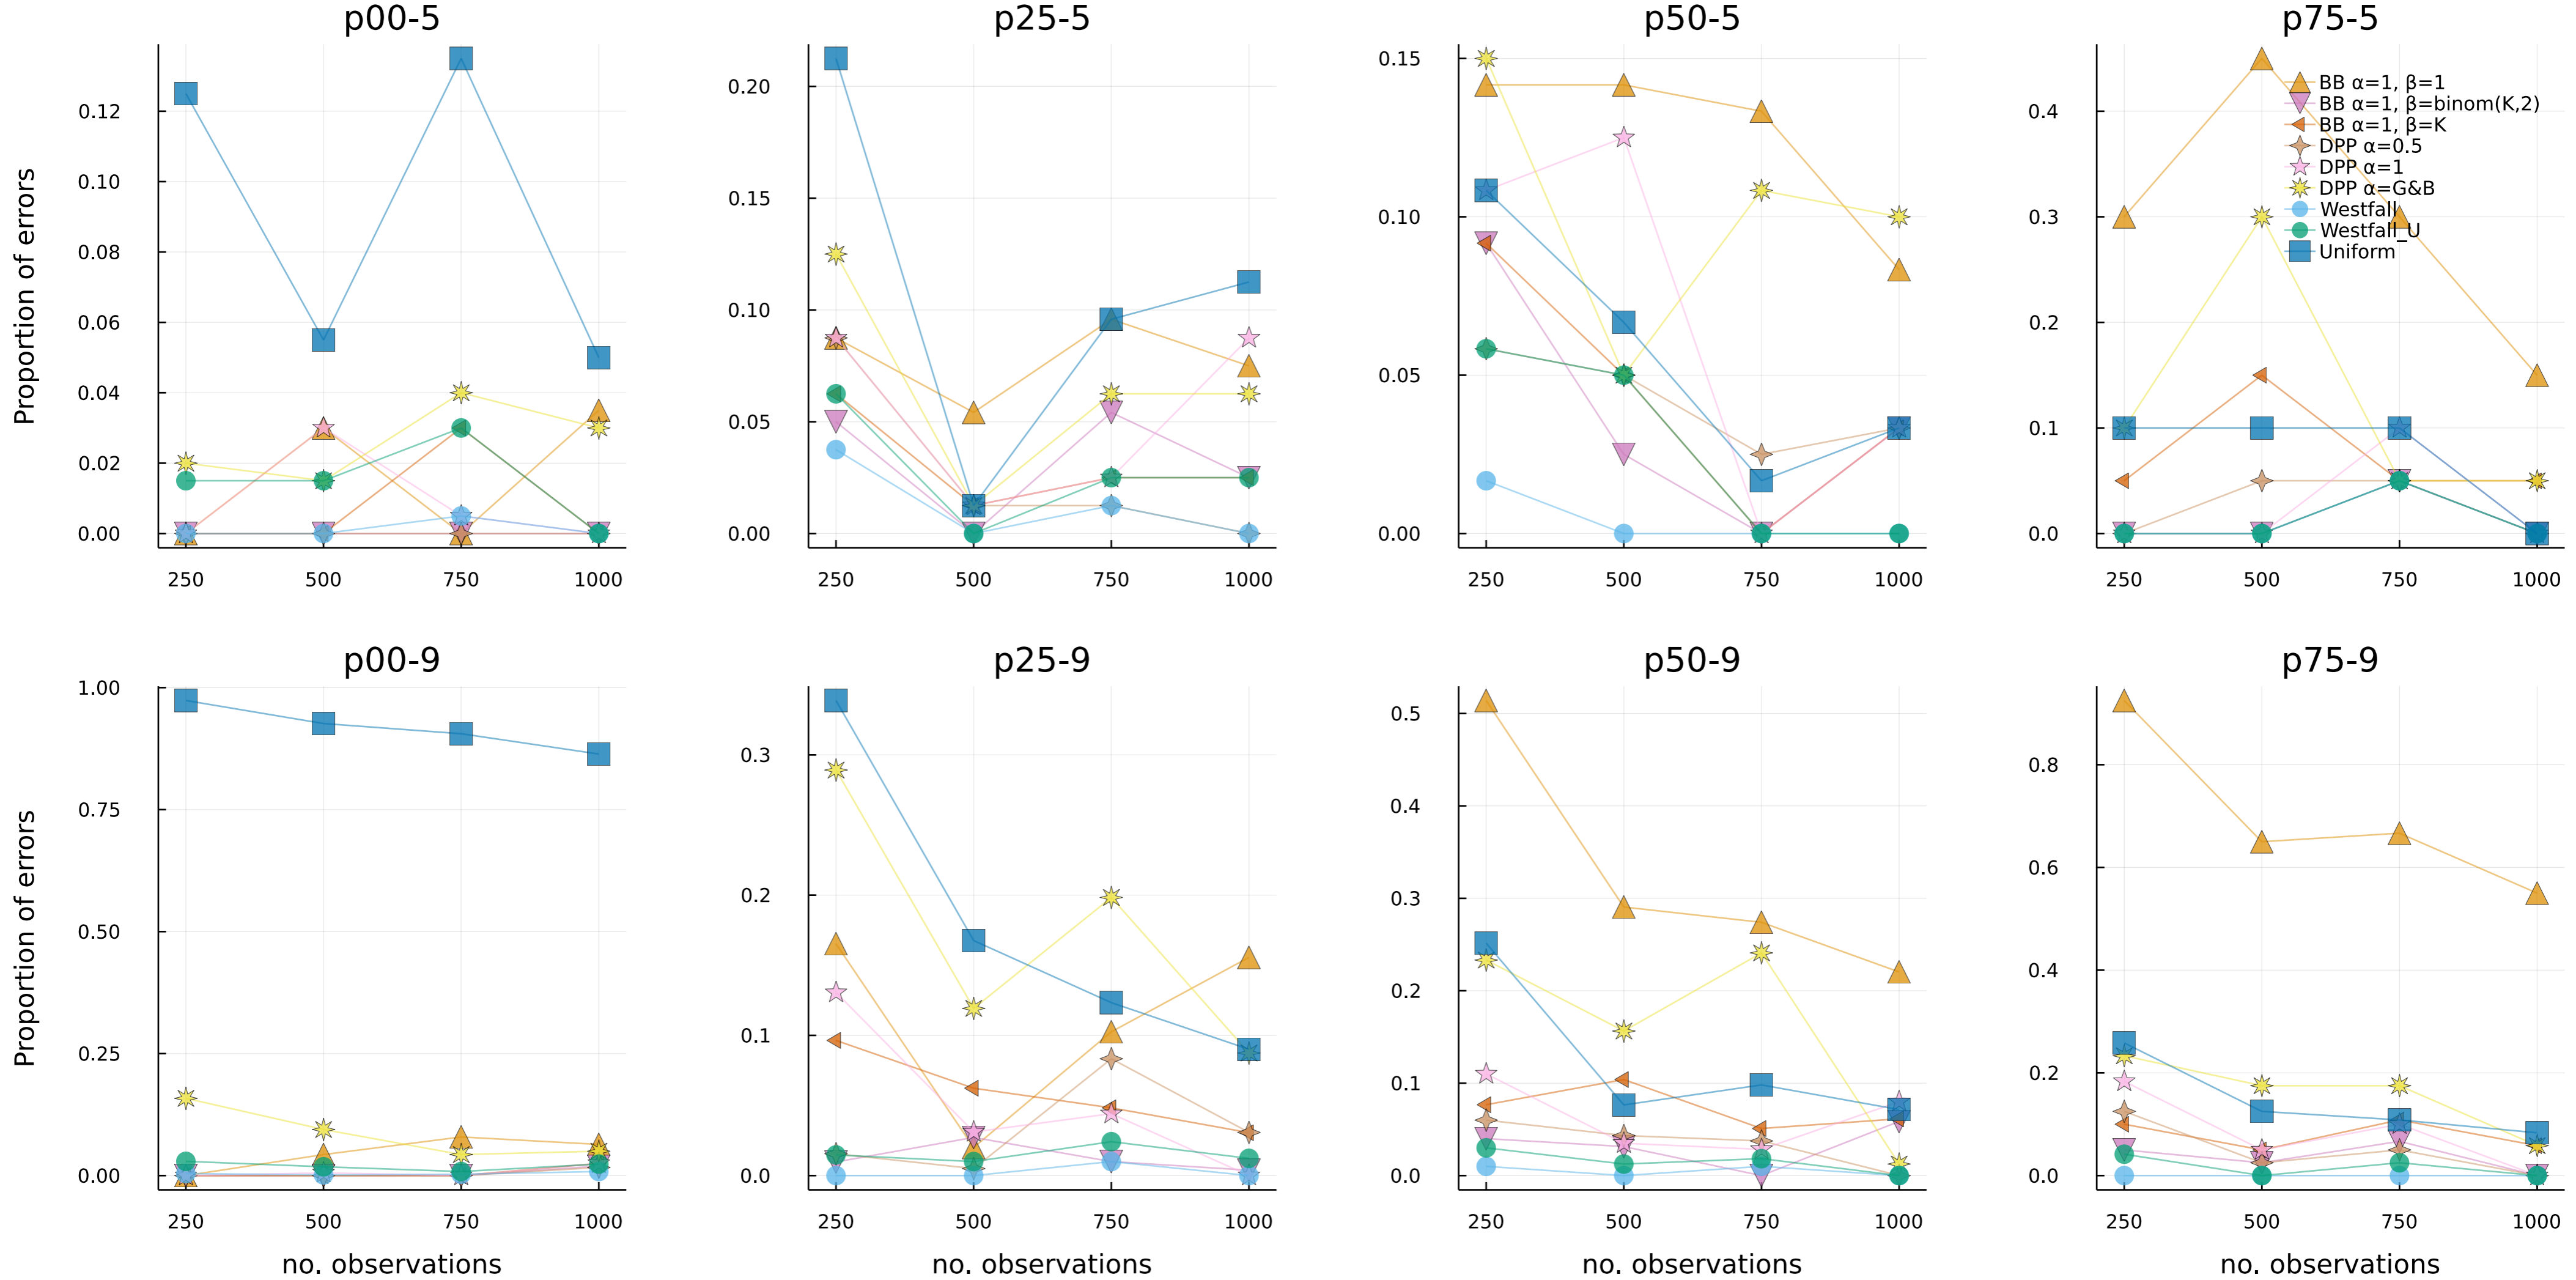 p00-5
p25-5
p50-5
p75-5
Proportion of errors
0.12
0.10
0.08
0.06
0.04
0.02
0.00
250 500 750 1000
0.20
0.15
0.10
0.05
0.00
250 500 750 1000
0.15
0.10
0.05
0.00
250 500 750 1000
0.4
0.3
0.2
0.1
0.0
250 500 750 1000
BB α=1, β=1
BB α=1, β=binom(K,2)
BB α=1, β=K
DPP α=0.5
DPP α=1
DPP α=G&B
Westfall
Westfall_U
Uniform
p00-9
p25-9
p50-9
p75-9
Proportion of errors
1.00
0.75
0.50
0.25
0.00
250 500 750 1000
no. observations
0.3
0.2
0.1
0.0
250 500 750 1000
no. observations
0.5
0.4
0.3
0.2
0.1
0.0
250 500 750 1000
no. observations
0.8
0.6
0.4
0.2
0.0
250 500 750 1000
no. observations